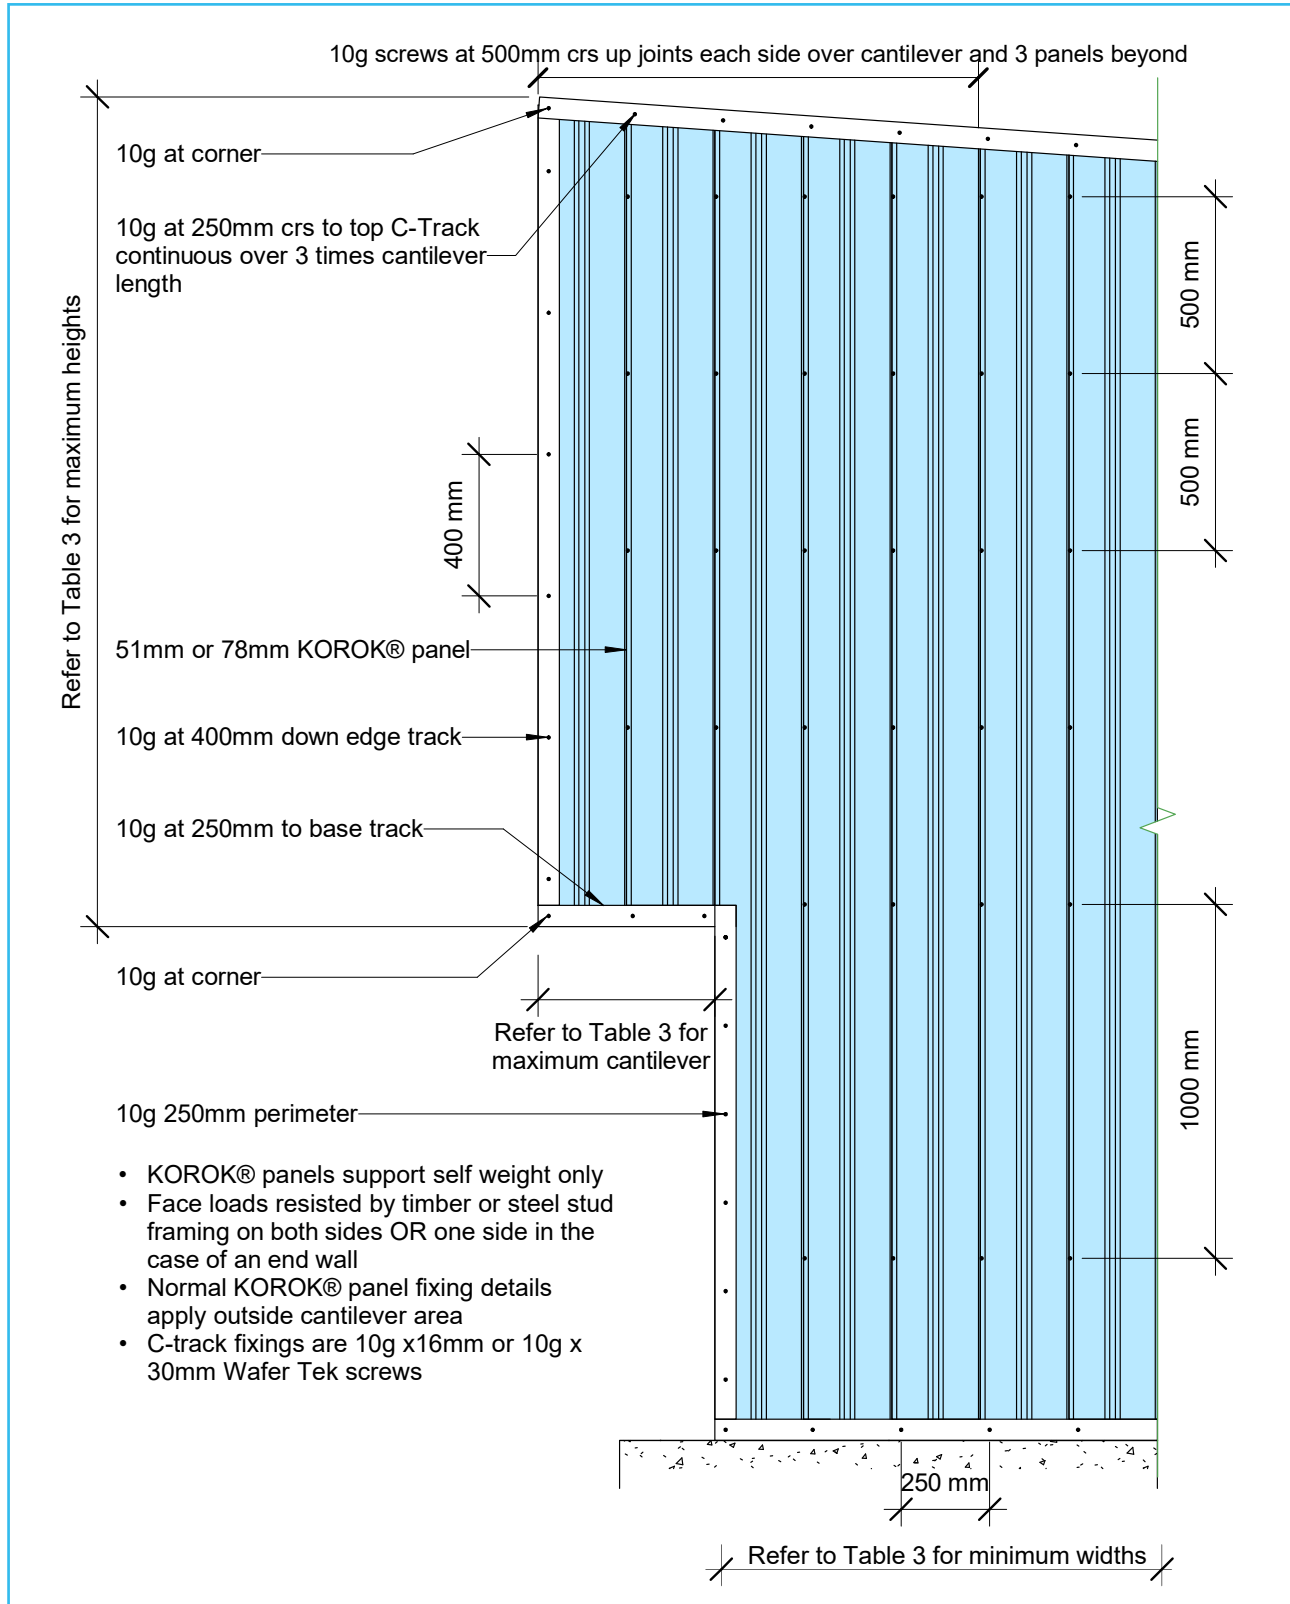 10g screws at 500mm crs up joints each side over cantilever and 3 panels beyond
10g at corner
10g at 250mm crs to top C-Track
continuous over 3 times cantilever
length
Refer to Table 3 for maximum heights
500 mm
500 mm
400 mm
51mm or 78mm KOROK® panel
10g at 400mm down edge track
10g at 250mm to base track
10g at corner
Refer to Table 3 for
maximum cantilever
1000 mm
10g 250mm perimeter
• KOROK® panels support self weight only
• Face loads resisted by timber or steel stud
framing on both sides OR one side in the
case of an end wall
• Normal KOROK® panel fixing details
apply outside cantilever area
• C-track fixings are 10g x16mm or 10g x
30mm Wafer Tek screws
250 mm
Refer to Table 3 for minimum widths